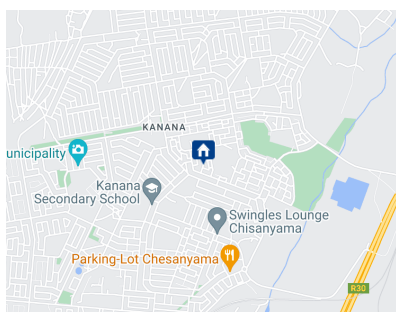 KANANA
unicipality
Kanana
Secondary School
Swingles Lounge
Chisanyama
Parking-Lot Chesanyama
R30